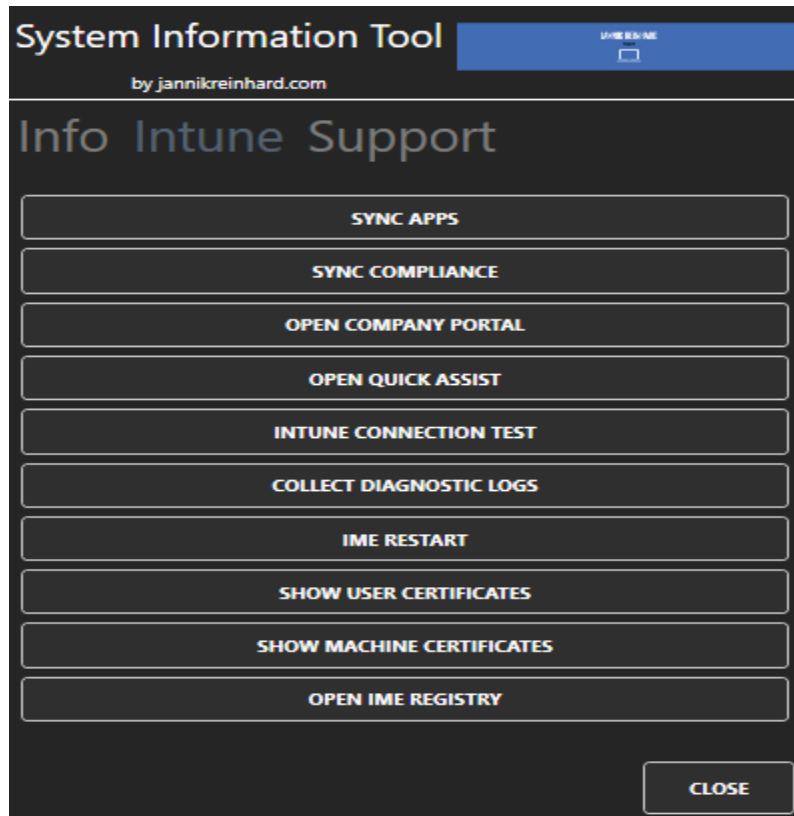 System Information Tool
by jannikreinhard.com
Info Intune Support
SYNC APPS
SYNC COMPLIANCE
OPEN COMPANY PORTAL
OPEN QUICK ASSIST
INTUNE CONNECTION TEST
COLLECT DIAGNOSTIC LOGS
IME RESTART
SHOW USER CERTIFICATES
SHOW MACHINE CERTIFICATES
OPEN IME REGISTRY
CLOSE